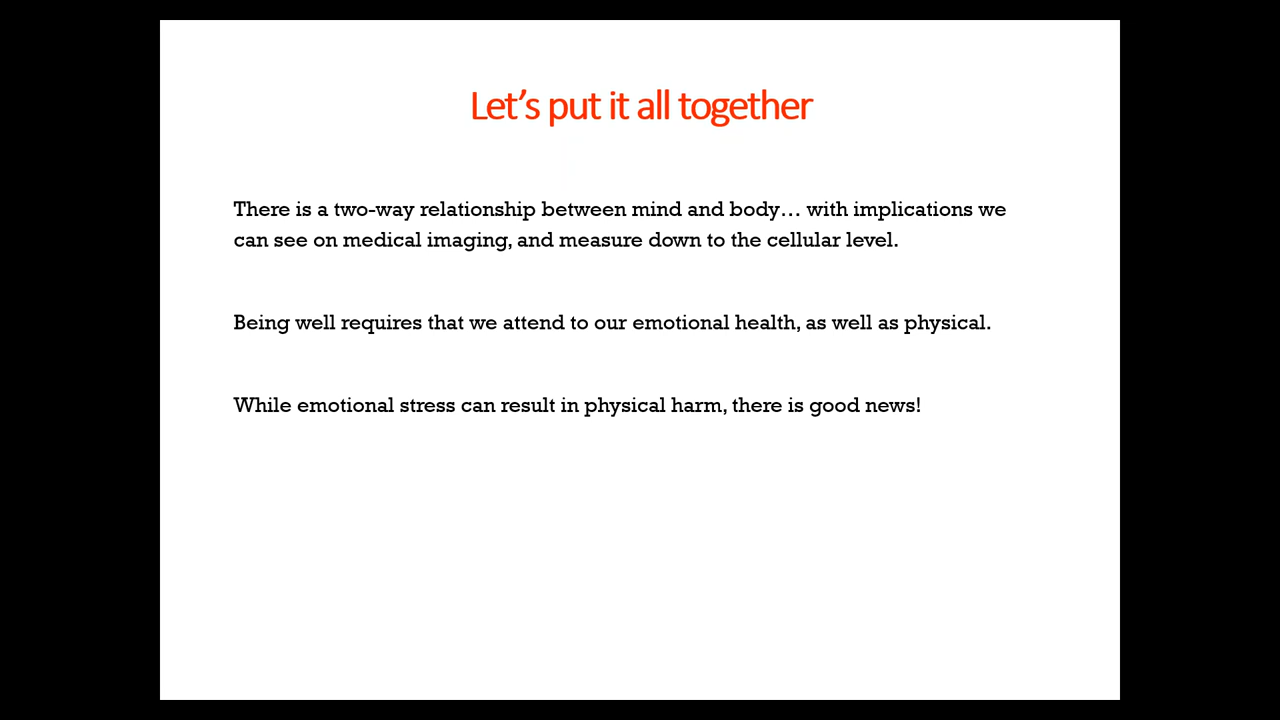 Let’s put it all together
There is a two-way relationship between mind and body… with implications we
can see on medical imaging, and measure down to the cellular level.
Being well requires that we attend to our emotional health, as well as physical.
While emotional stress can result in physical harm, there is good news!